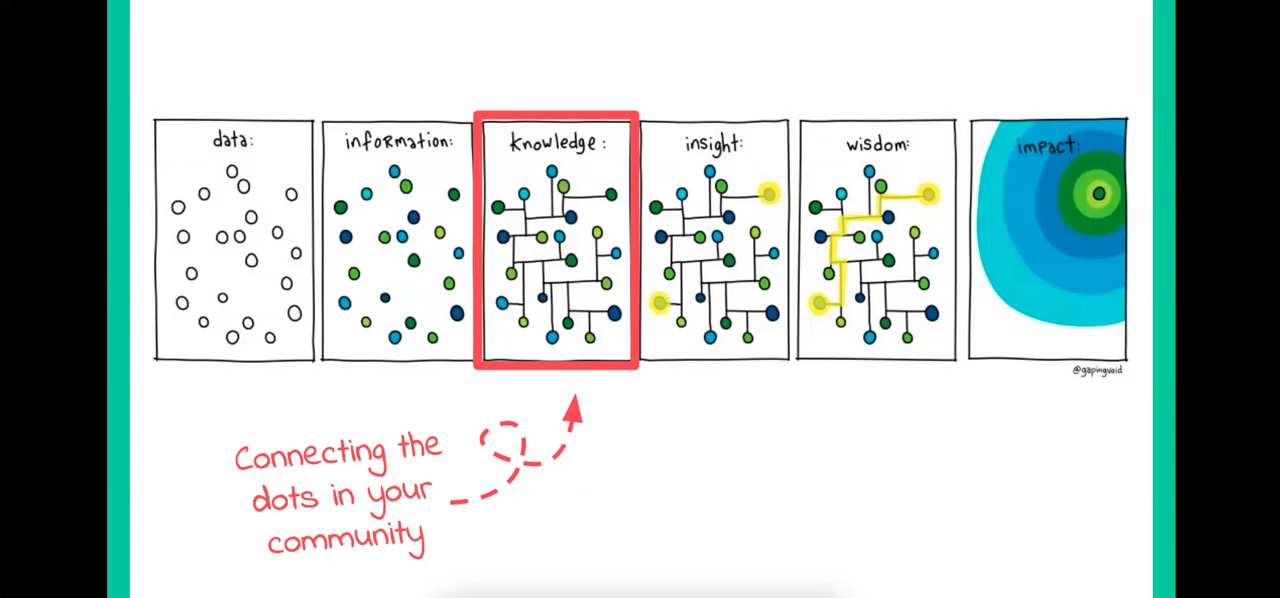 data:
information:
knowledge:
insight:
wisdom:
impact:
@gapingvoid
Connecting the
dots in your
community